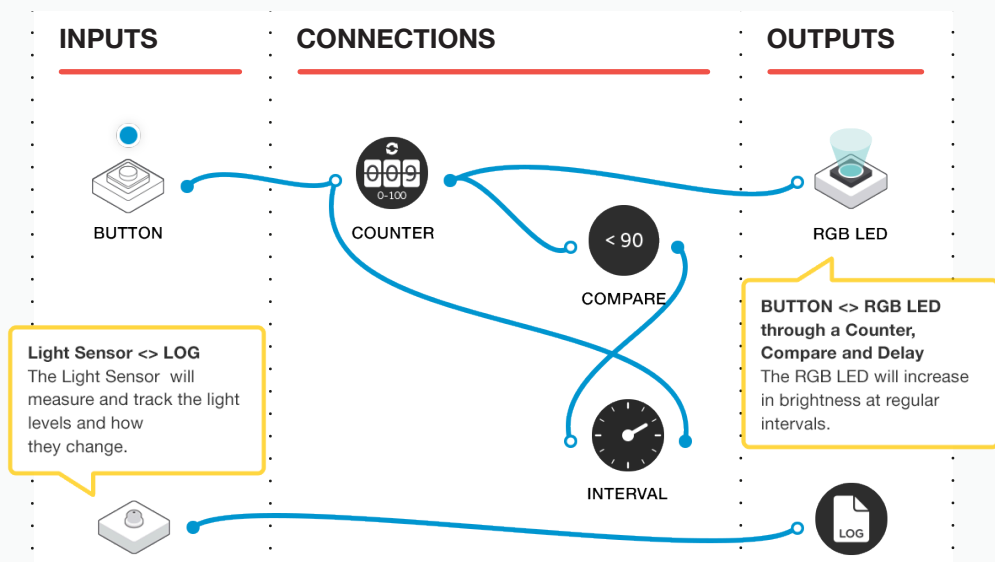 INPUTS
CONNECTIONS
OUTPUTS
009
0-100
BUTTON
COUNTER
< 90
COMPARE
RGB LED
BUTTON <> RGB LED
through a Counter,
Compare and Delay
The RGB LED will increase
in brightness at regular
intervals.
Light Sensor <> LOG
The Light Sensor  will
measure and track the light
levels and how
they change.
INTERVAL
LOG